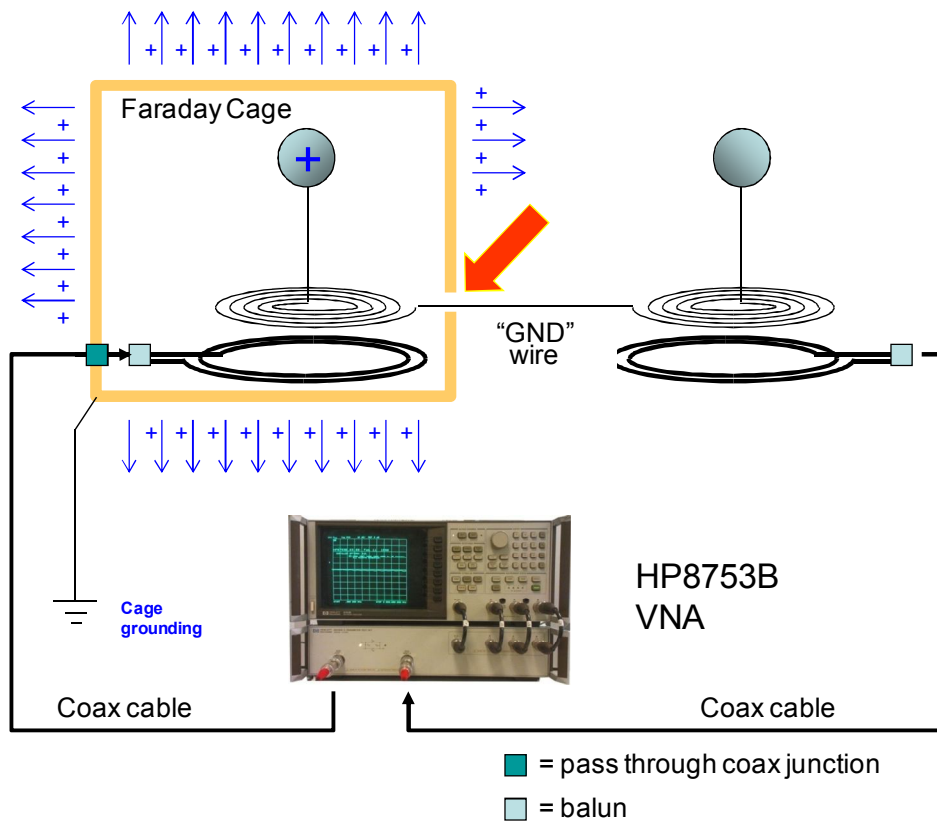 Faraday Cage
“GND”
wire
Cage
grounding
HP8753B
VNA
Coax cable
Coax cable
= pass through coax junction
= balun